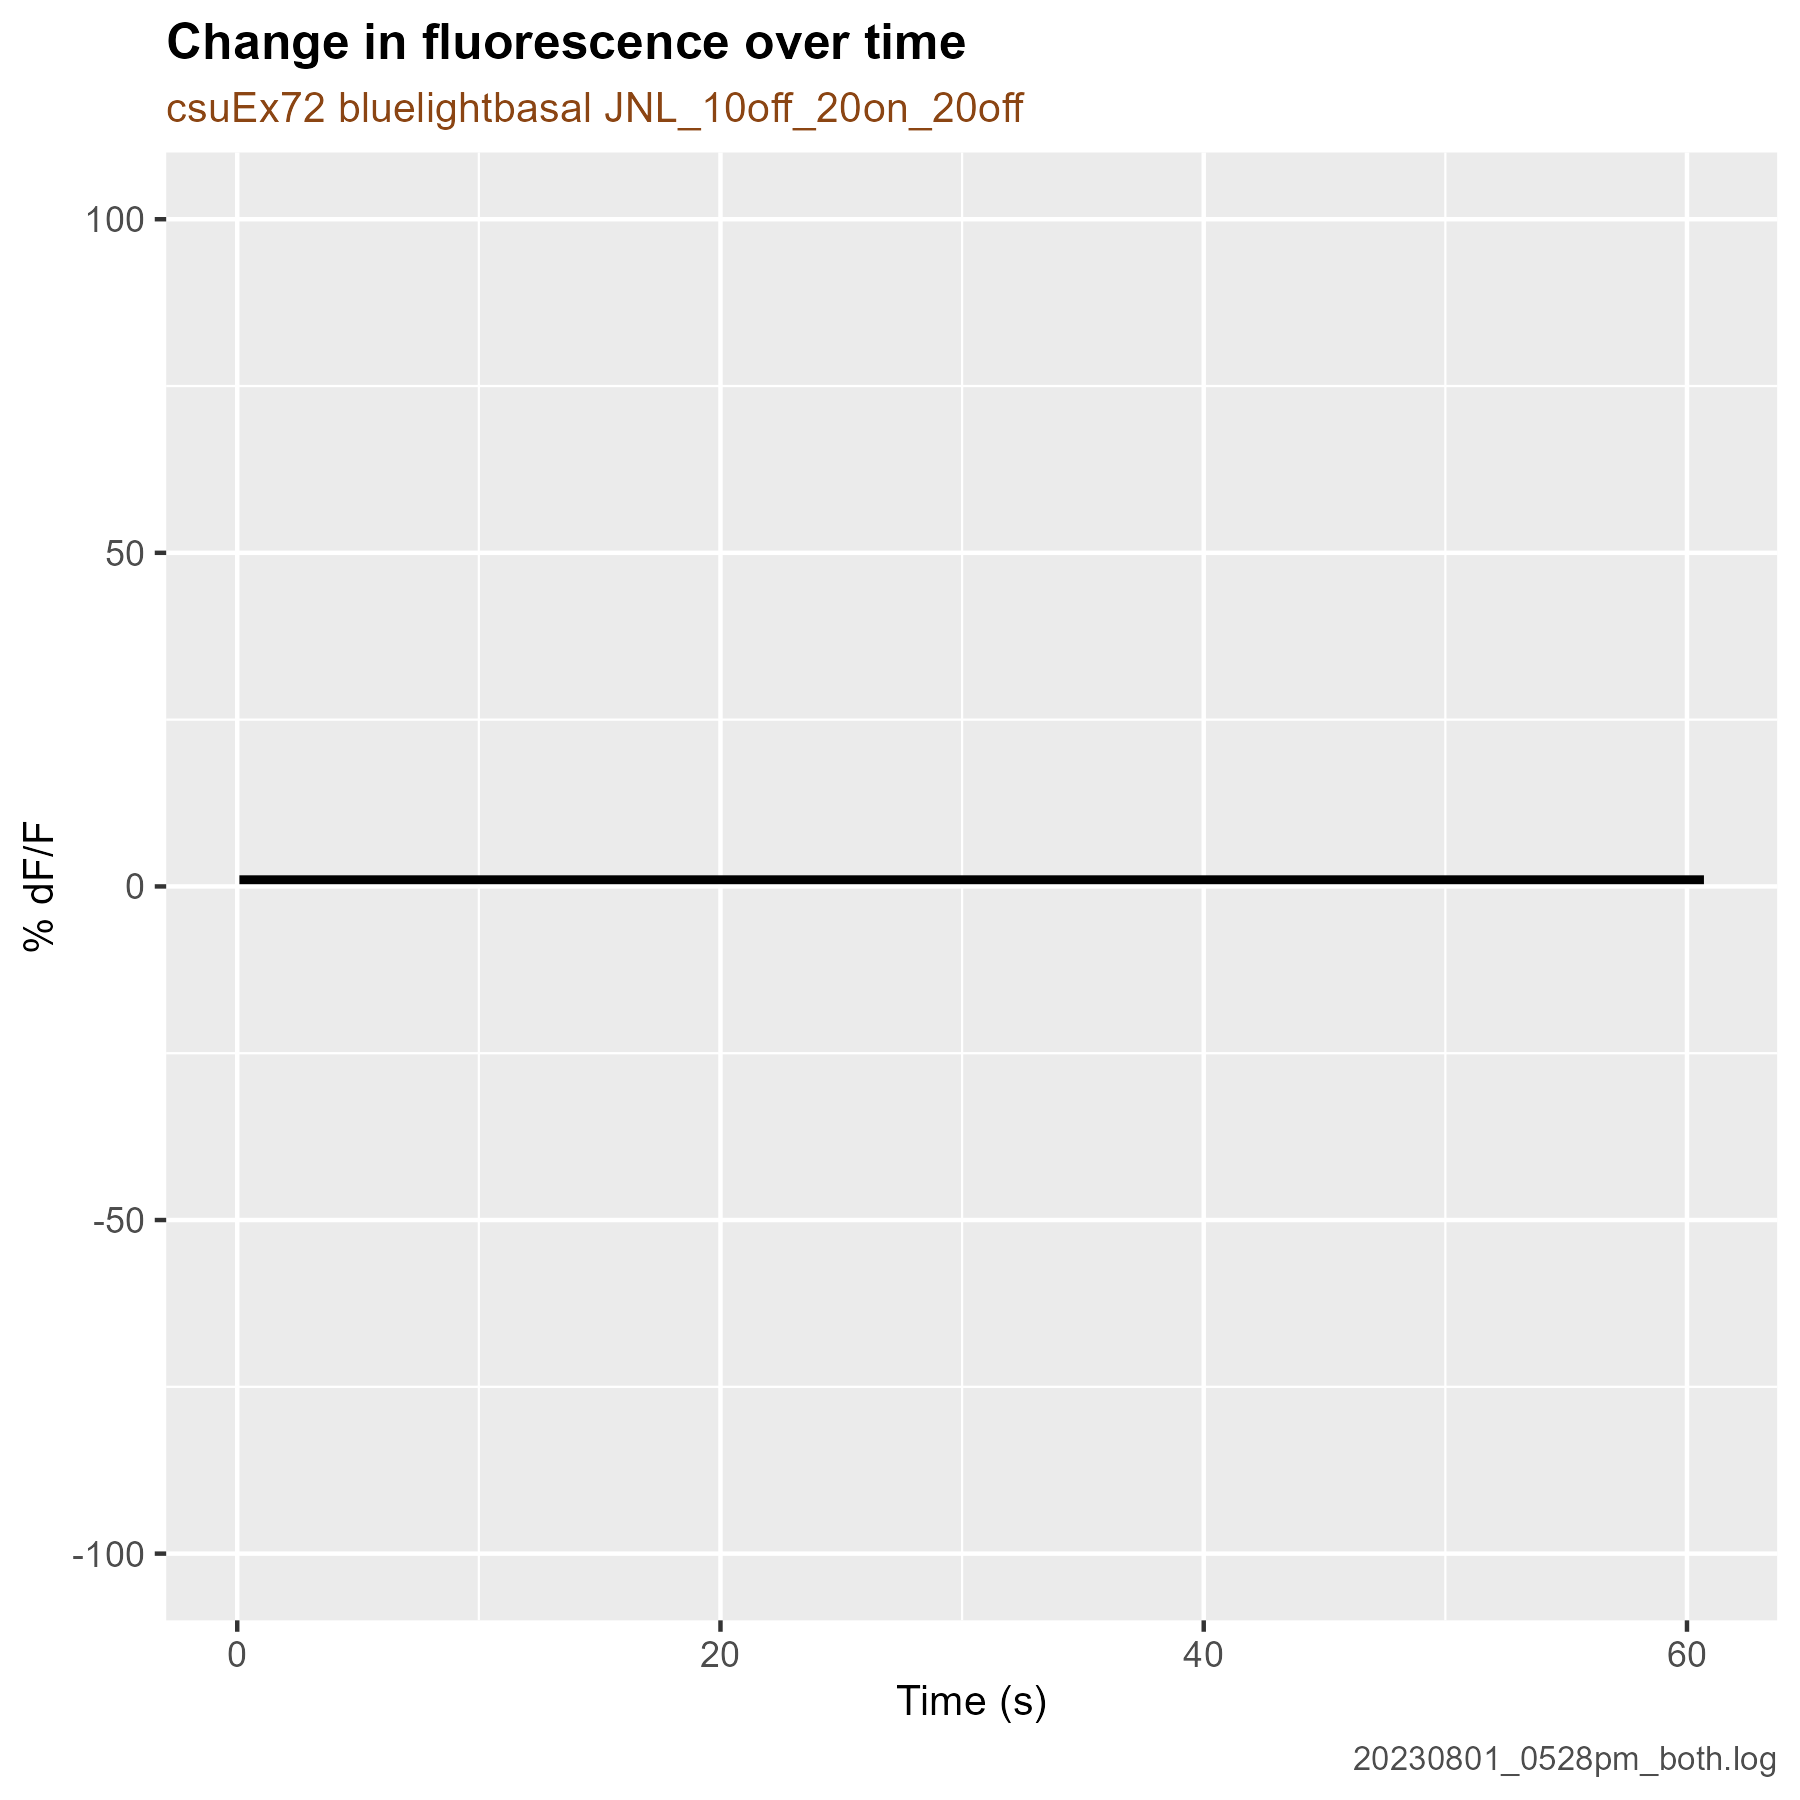 Change in fluorescence over time
csuEx72 bluelightbasal JNL_10off_20on_20off
100
50
0
-50
-100
% dF/F
0 20 40 60
Time (s)
20230801_0528pm_both.log